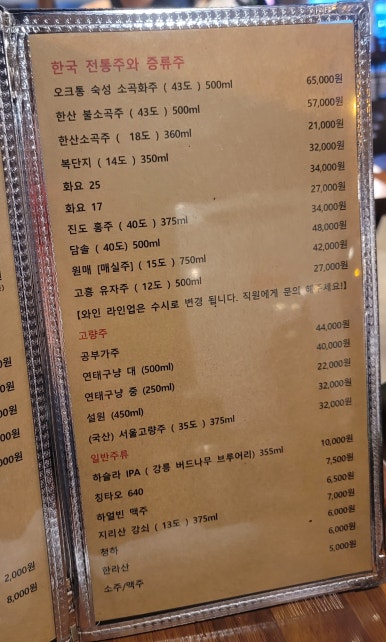 한국 전통주와 증류주
오크통 숙성 소곡화주 ( 43도 ) 500ml 65,000원
한산 불소곡주 ( 43도 ) 500ml 57,000원
한산소곡주 ( 18도 ) 360ml 21,000원
복단지 ( 14도 ) 350ml 32,000원
화요 25 34,000원
화요 17 27,000원
진도 홍주 ( 40도 ) 375ml 34,000원
담솔 ( 40도) 500ml 48,000원
원매 [매실주] ( 15도 ) 750ml 42,000원
고흥 유자주 ( 12도 ) 500ml 27,000원
[와인 라인업은 수시로 변경 됩니다. 직원에게 문의 해주세요!]
고량주
공부가주 44,000원
연태구냥 대 (500ml) 40,000원
연태구냥 중 (250ml) 22,000원
설원 (450ml) 32,000원
(국산) 서울고량주 ( 35도 ) 375ml 32,000원
일반주류
하슬라 IPA ( 강릉 버드나무 브루어리) 355ml 10,000원
칭타오 640 7,500원
하얼빈 맥주 6,500원
지리산 강쇠 ( 13도 ) 375ml 7,000원
청하 6,000원
한라산 6,000원
소주/맥주 5,000원
2,000원
8,000원